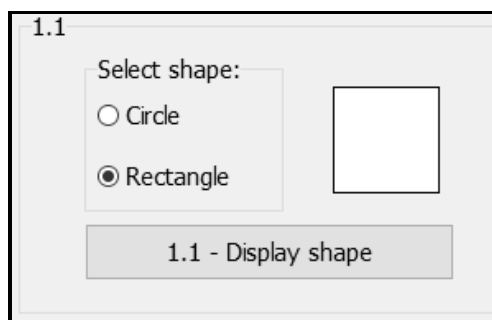 1.1
Select shape:
Circle
Rectangle
1.1 - Display shape